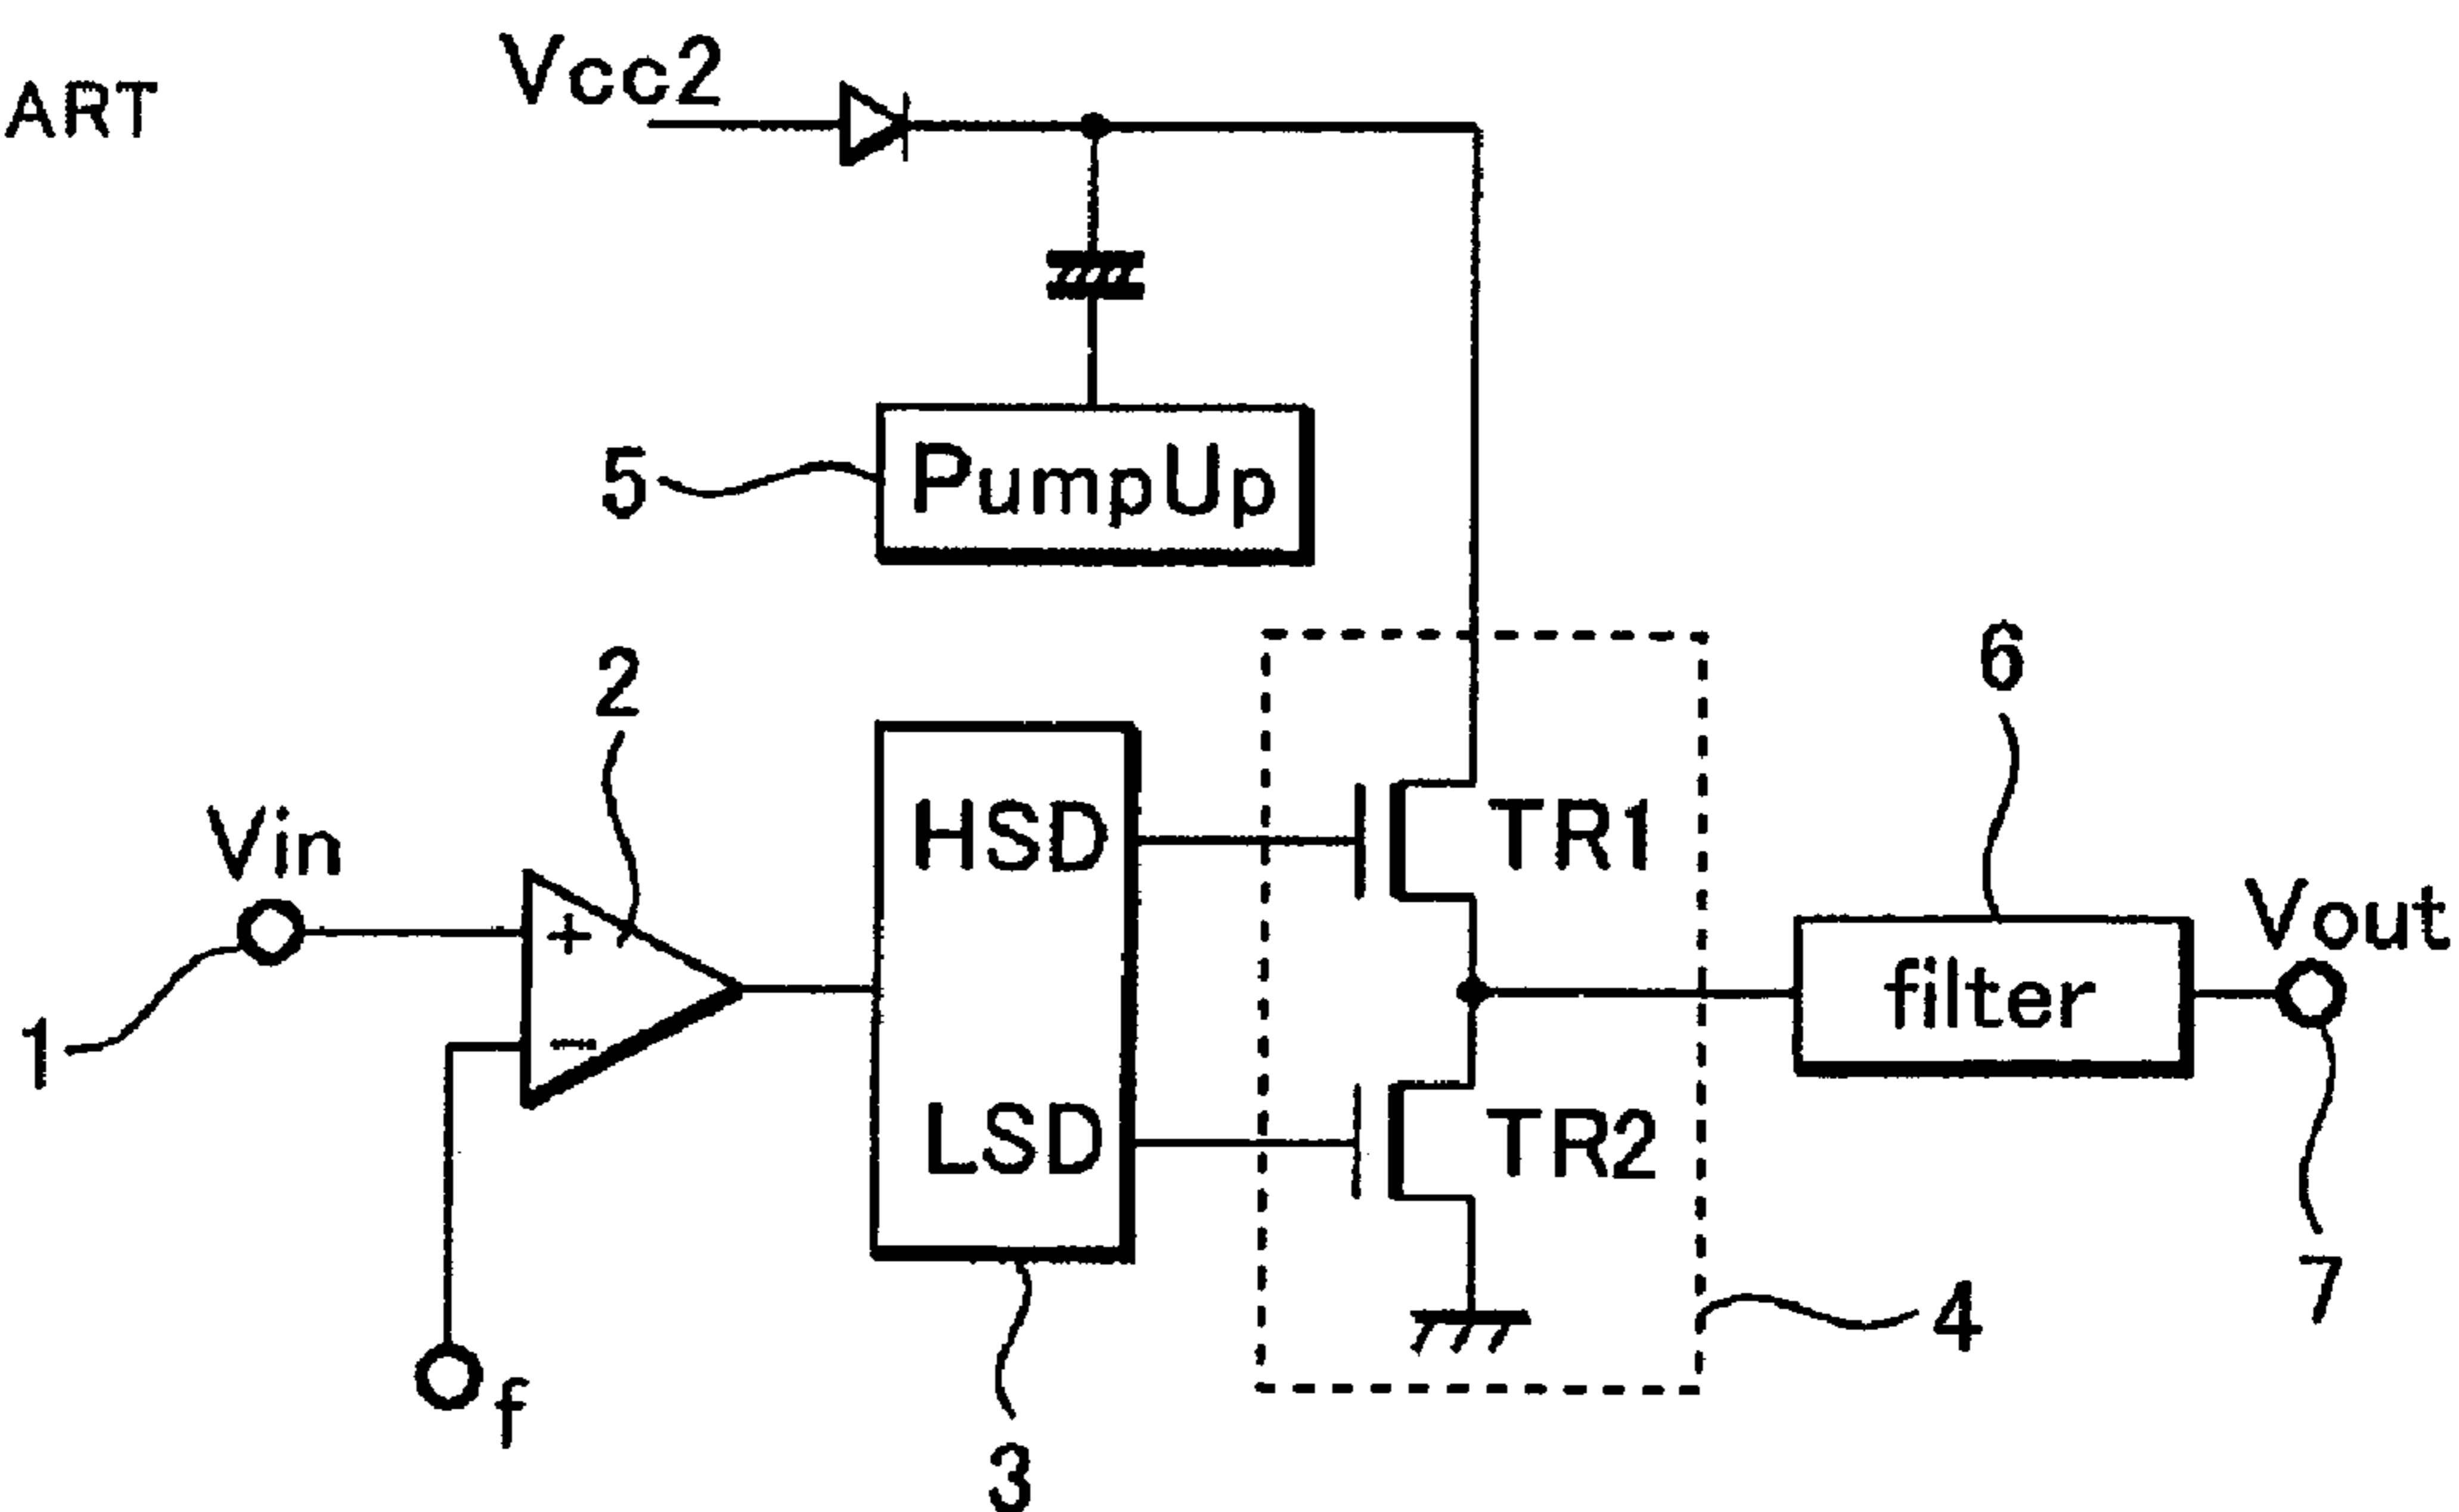 ART
Vcc2
5
PumpUp
2
6
Vin
HSD
TR1
Vout
+
filter
1
−
LSD
TR2
7
4
f
3